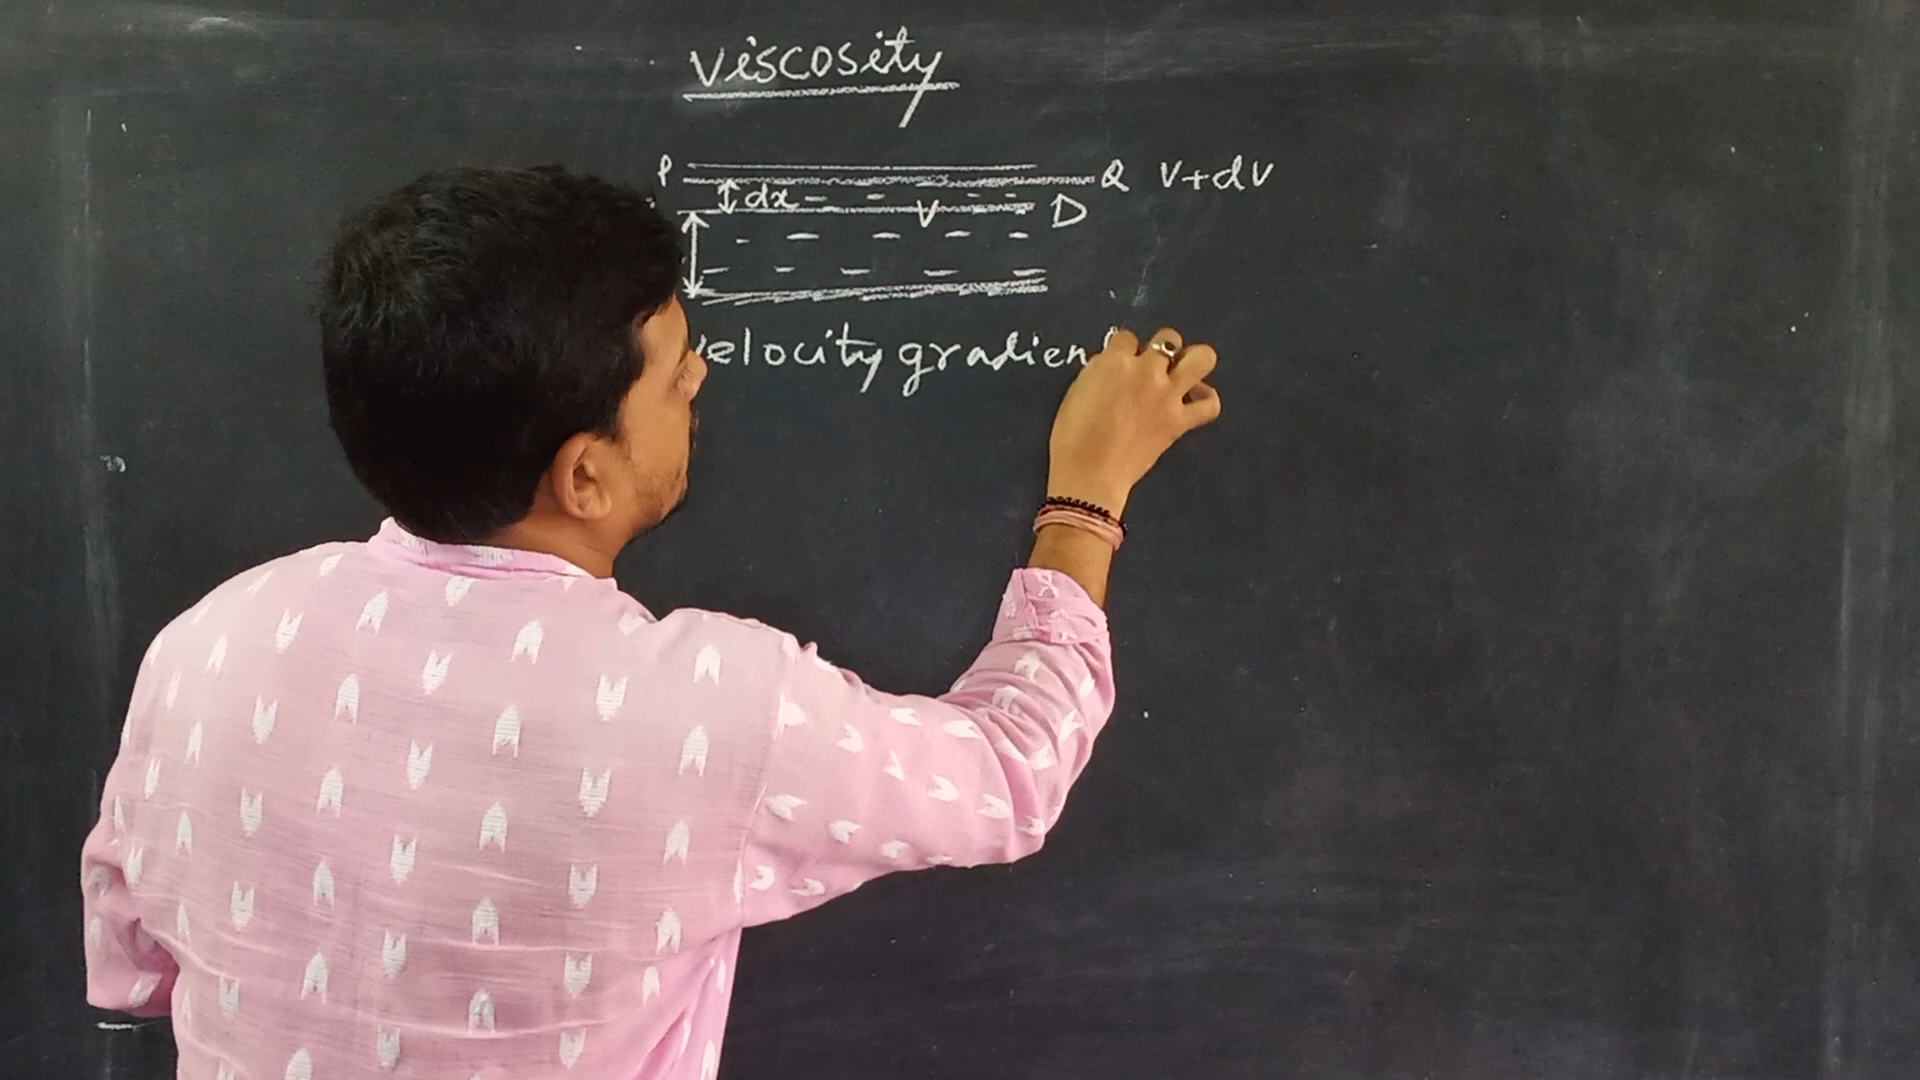 Viscosity
P Q V+dV
dx V D
velocity gradient